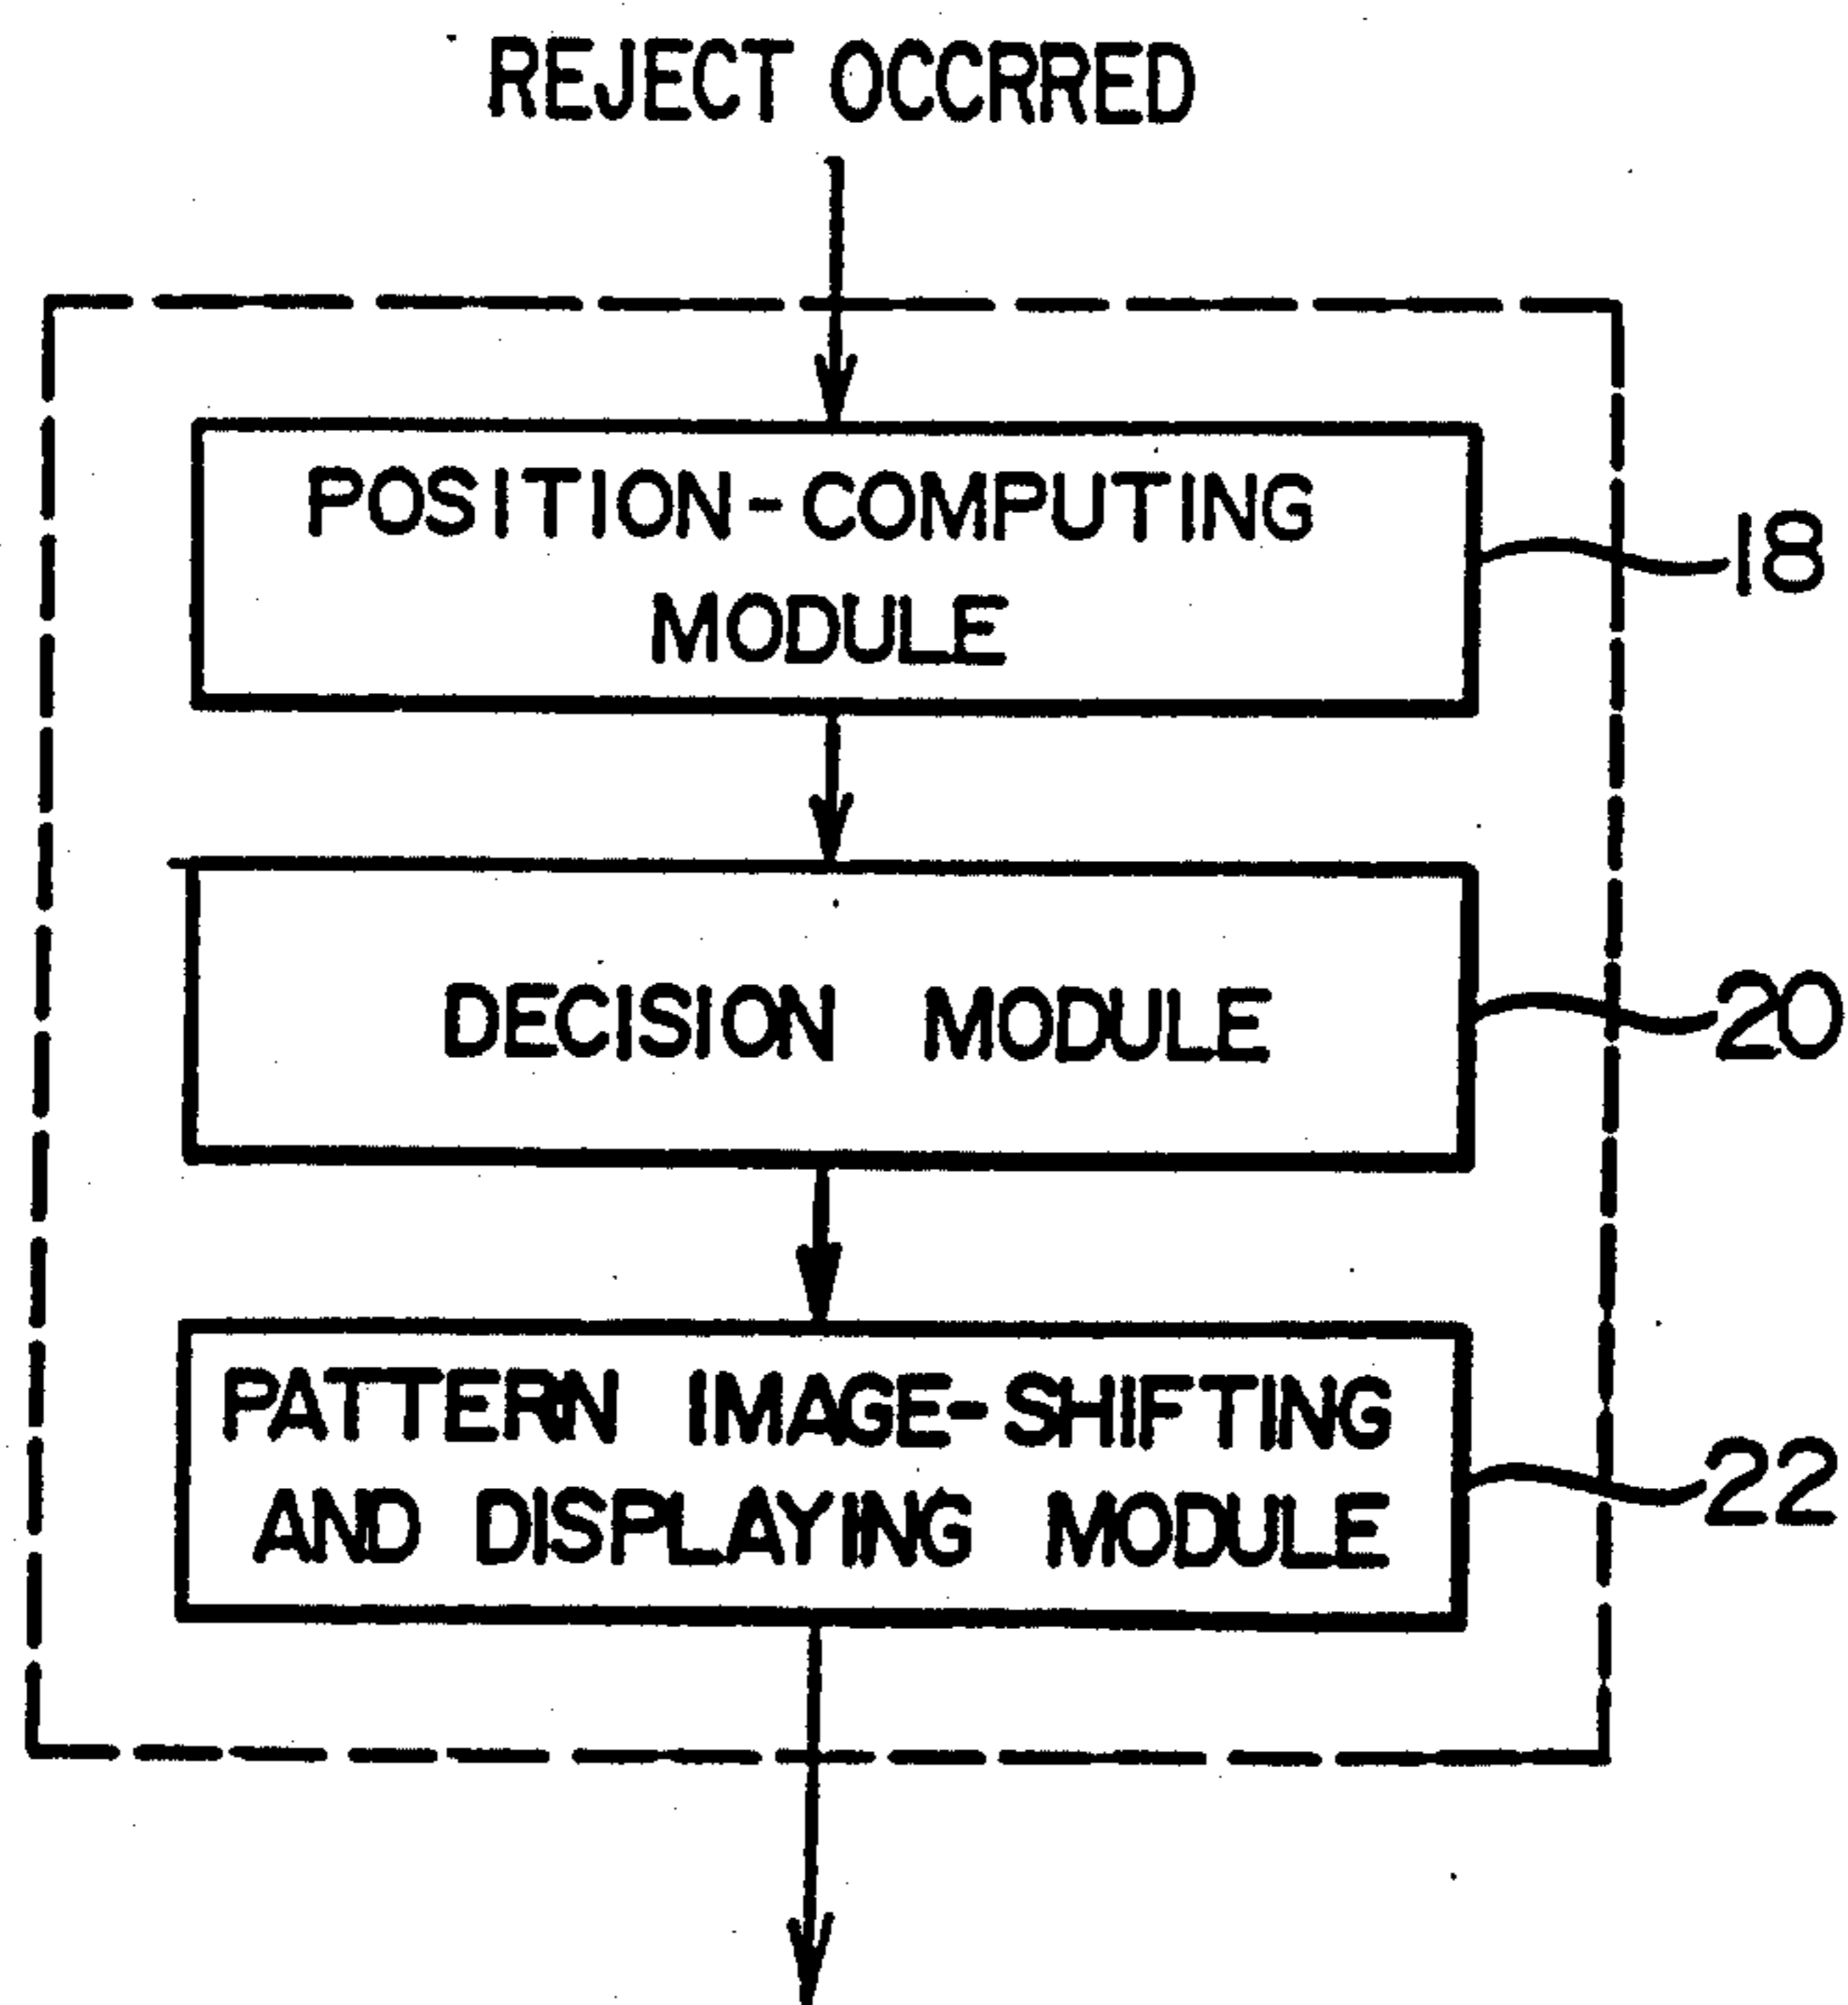 REJECT OCCRRED
POSITION-COMPUTING
MODULE
18
DECISION MODULE
20
PATTERN IMAGE-SHIFTING
AND DISPLAYING MODULE
22